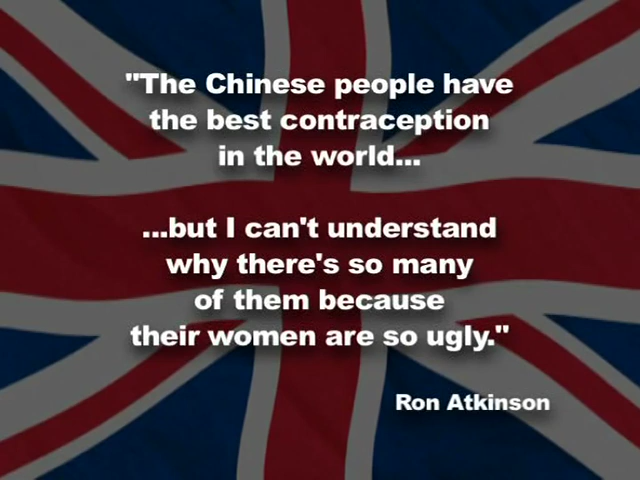 "The Chinese people have
the best contraception
in the world...
...but I can't understand
why there's so many
of them because
their women are so ugly."
Ron Atkinson